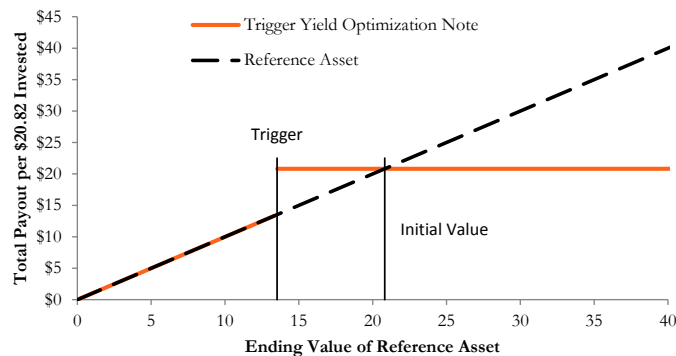 $45
$40
$35
$30
$25
$20
$15
$10
$5
$0
Total Payout per $20.82 Invested
Trigger Yield Optimization Note
Reference Asset
Trigger
Initial Value
0 5 10 15 20 25 30 35 40
Ending Value of Reference Asset